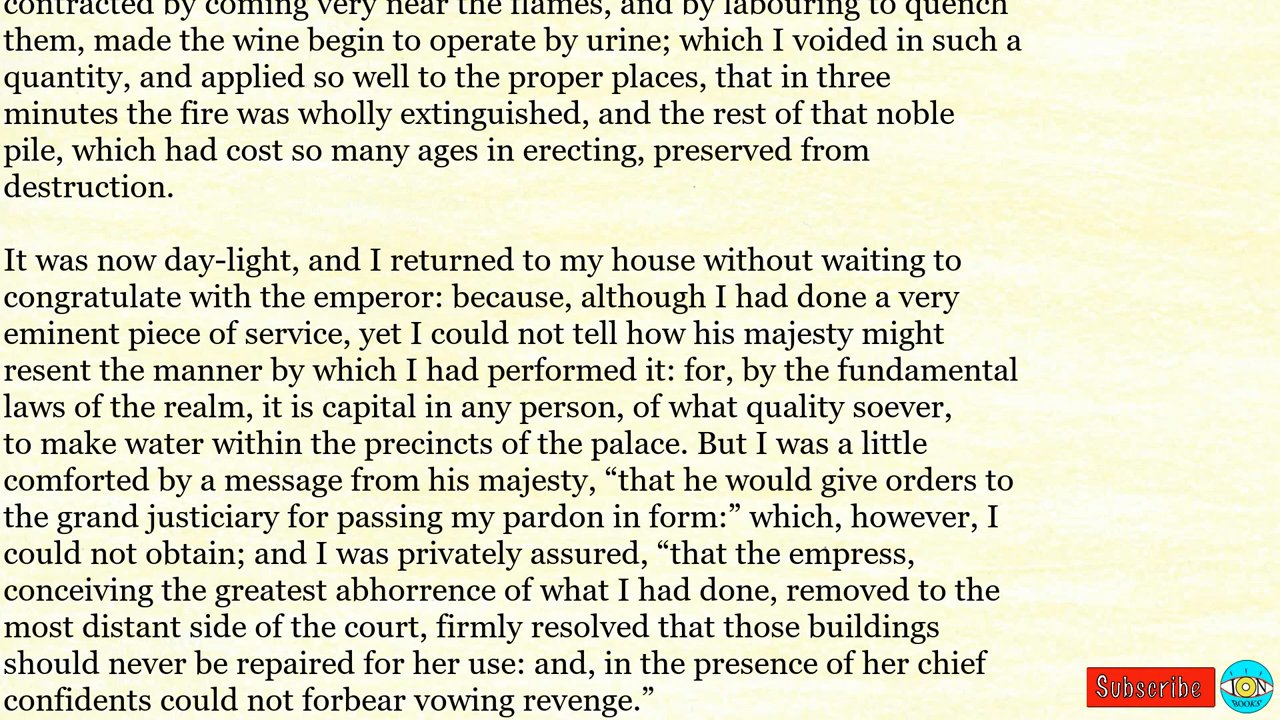 contracted by coming very near the flames, and by labouring to quench
them, made the wine begin to operate by urine; which I voided in such a
quantity, and applied so well to the proper places, that in three
minutes the fire was wholly extinguished, and the rest of that noble
pile, which had cost so many ages in erecting, preserved from
destruction.
It was now day-light, and I returned to my house without waiting to
congratulate with the emperor: because, although I had done a very
eminent piece of service, yet I could not tell how his majesty might
resent the manner by which I had performed it: for, by the fundamental
laws of the realm, it is capital in any person, of what quality soever,
to make water within the precincts of the palace. But I was a little
comforted by a message from his majesty, “that he would give orders to
the grand justiciary for passing my pardon in form:” which, however, I
could not obtain; and I was privately assured, “that the empress,
conceiving the greatest abhorrence of what I had done, removed to the
most distant side of the court, firmly resolved that those buildings
should never be repaired for her use: and, in the presence of her chief
confidents could not forbear vowing revenge.”
Subscribe
ION
BOOKS